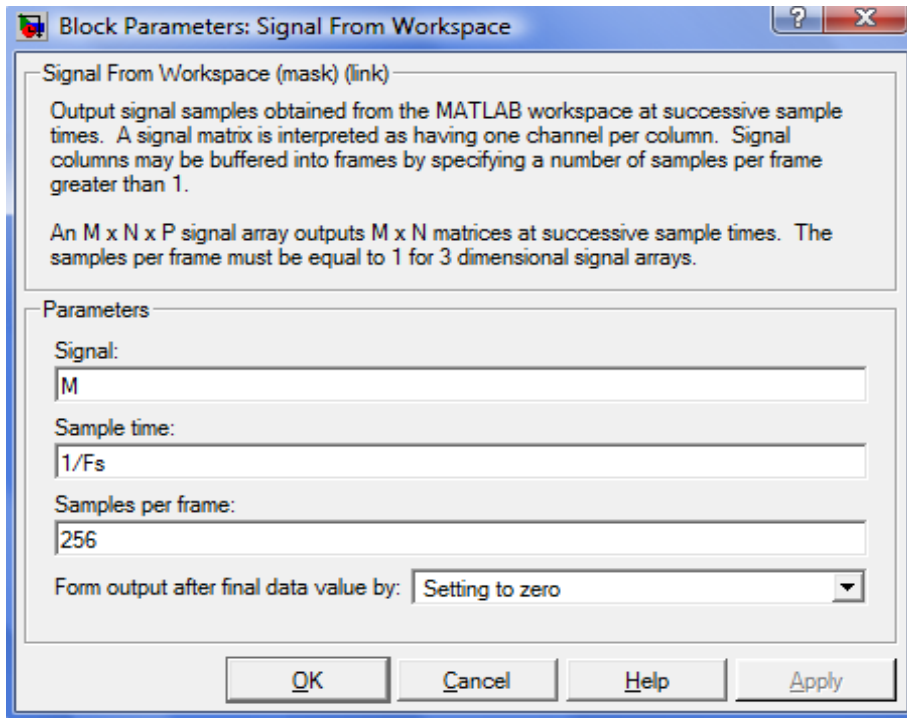 Block Parameters: Signal From Workspace
?
Signal From Workspace (mask) (link)
Output signal samples obtained from the MATLAB workspace at successive sample
times.  A signal matrix is interpreted as having one channel per column.  Signal
columns may be buffered into frames by specifying a number of samples per frame
greater than 1.
An M x N x P signal array outputs M x N matrices at successive sample times.  The
samples per frame must be equal to 1 for 3 dimensional signal arrays.
Parameters
Signal:
M
Sample time:
1/Fs
Samples per frame:
256
Form output after final data value by: Setting to zero
OK Cancel Help Apply